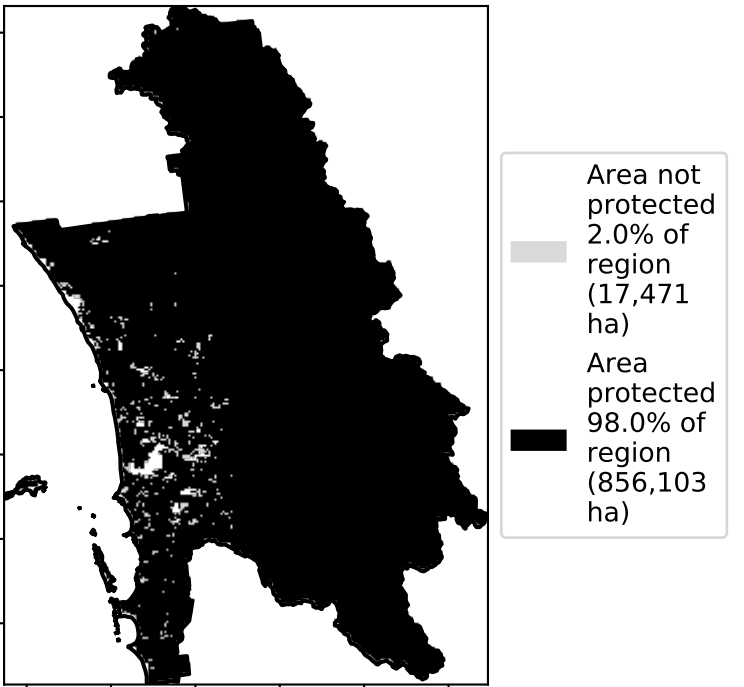 Area not
protected
2.0% of
region
(17,471
ha)
Area
protected
98.0% of
region
(856,103
ha)